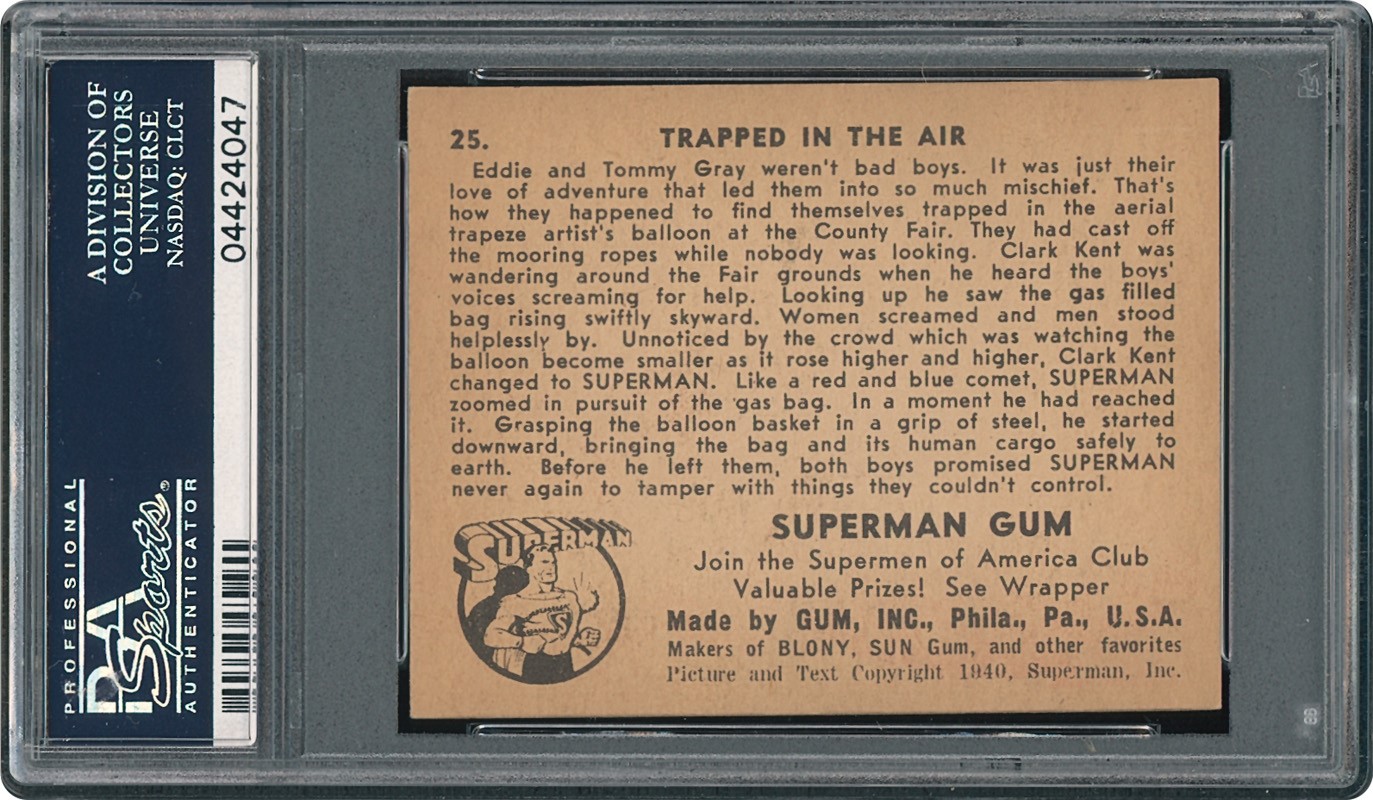 A DIVISION OF
COLLECTORS
UNIVERSE
NASDAQ: CLCT
04424047
PROFESSIONAL
PSA
Sports®
AUTHENTICATOR
25. TRAPPED IN THE AIR
Eddie and Tommy Gray weren't bad boys. It was just their
love of adventure that led them into so much mischief. That's
how they happened to find themselves trapped in the aerial
trapeze artist's balloon at the County Fair. They had cast off
the mooring ropes while nobody was looking. Clark Kent was
wandering around the Fair grounds when he heard the boys'
voices screaming for help. Looking up he saw the gas filled
bag rising swiftly skyward. Women screamed and men stood
helplessly by. Unnoticed by the crowd which was watching the
balloon become smaller as it rose higher and higher, Clark Kent
changed to SUPERMAN. Like a red and blue comet, SUPERMAN
zoomed in pursuit of the gas bag. In a moment he had reached
it. Grasping the balloon basket in a grip of steel, he started
downward, bringing the bag and its human cargo safely to
earth. Before he left them, both boys promised SUPERMAN
never again to tamper with things they couldn't control.
SUPERMAN
S
SUPERMAN GUM
Join the Supermen of America Club
Valuable Prizes! See Wrapper
Made by GUM, INC., Phila., Pa., U.S.A.
Makers of BLONY, SUN Gum, and other favorites
Picture and Text Copyright 1940, Superman, Inc.
PSA